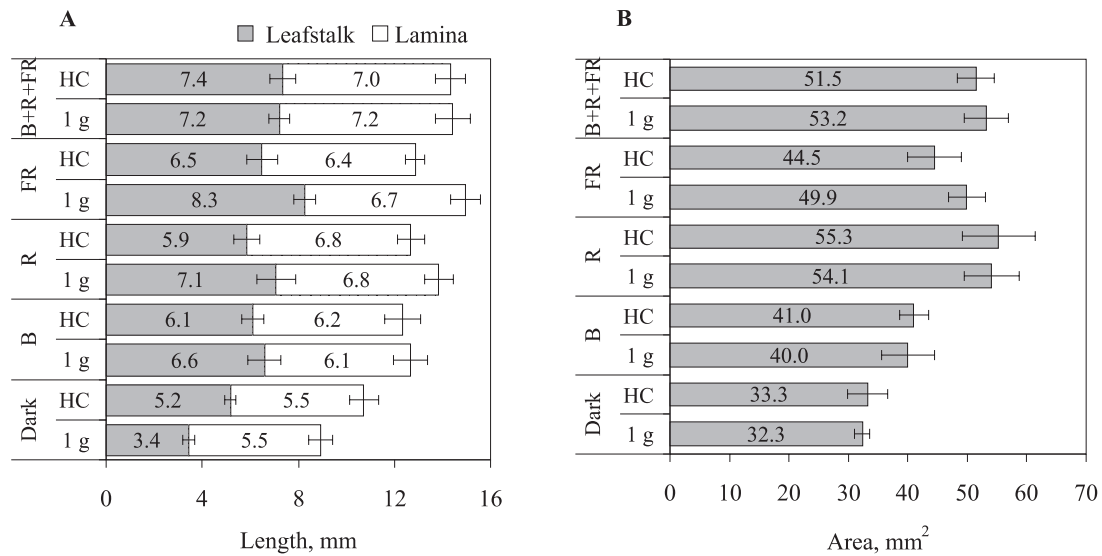 A
Leafstalk Lamina
B+R+FR
HC 7.4 7.0
1 g 7.2 7.2
FR
HC 6.5 6.4
1 g 8.3 6.7
R
HC 5.9 6.8
1 g 7.1 6.8
B
HC 6.1 6.2
1 g 6.6 6.1
Dark
HC 5.2 5.5
1 g 3.4 5.5
0 4 8 12 16
Length, mm
B
B+R+FR
HC 51.5
1 g 53.2
FR
HC 44.5
1 g 49.9
R
HC 55.3
1 g 54.1
B
HC 41.0
1 g 40.0
Dark
HC 33.3
1 g 32.3
0 10 20 30 40 50 60 70
Area, mm²